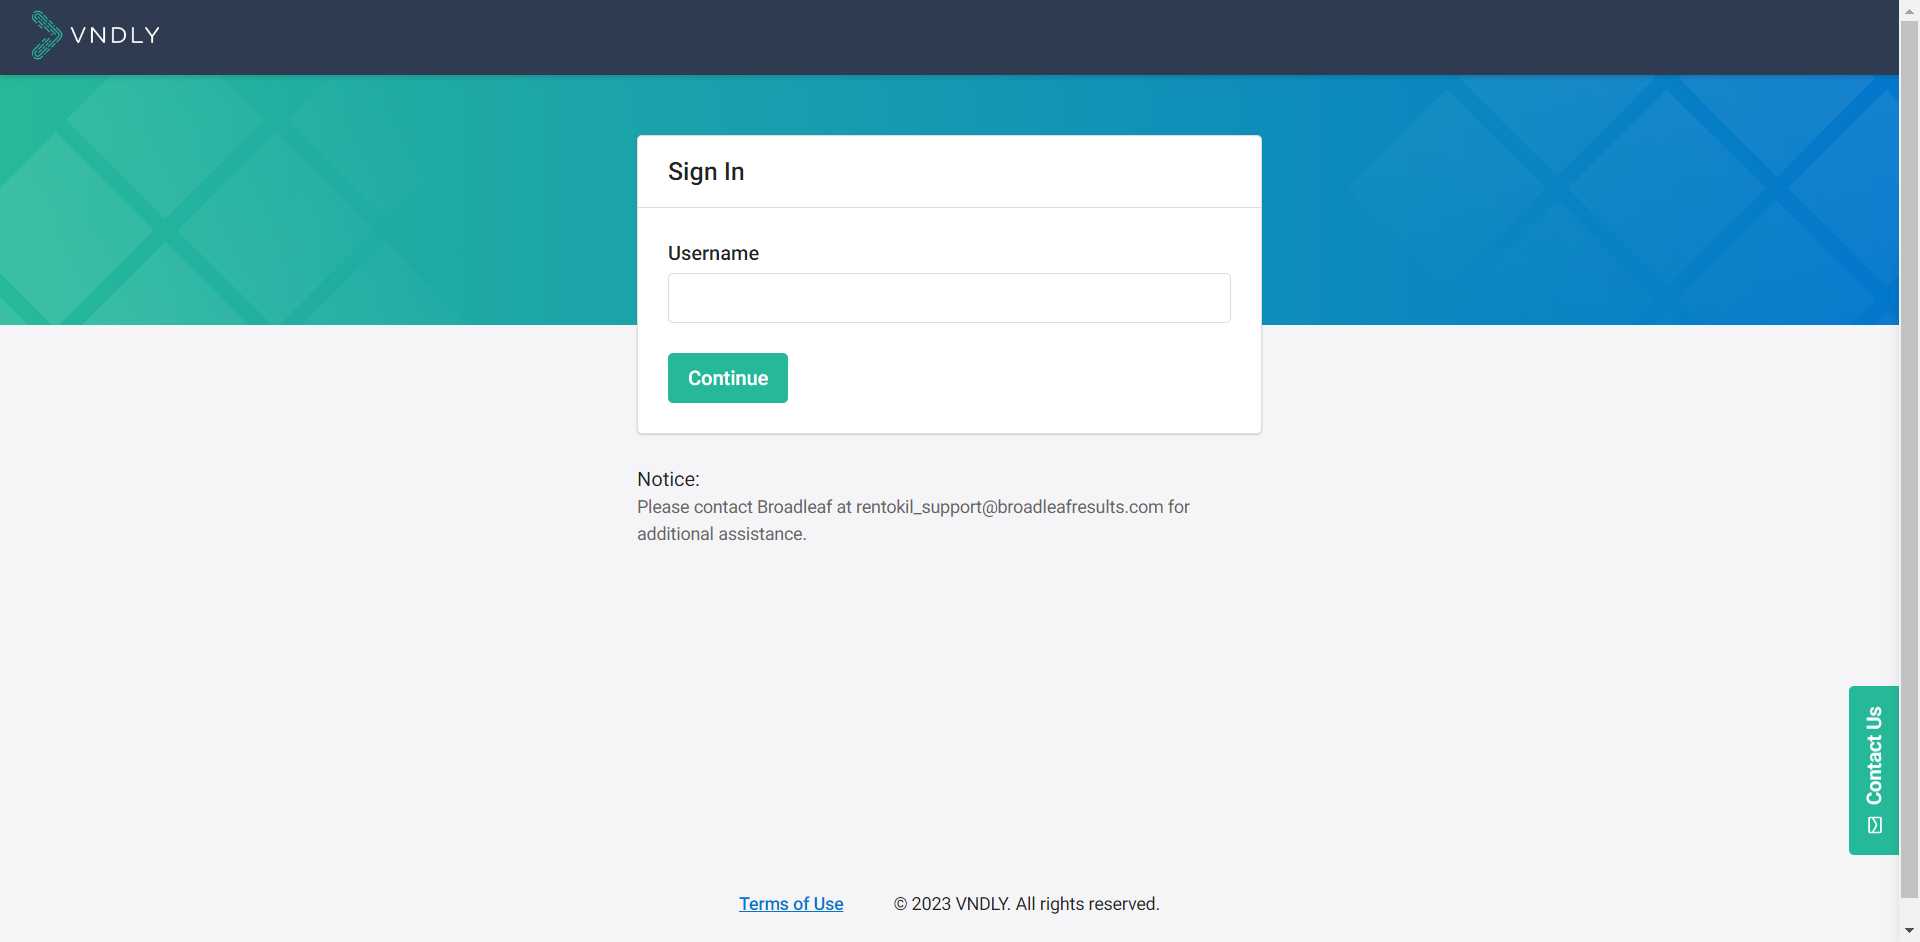 VNDLY
Sign In
Username
Continue
Notice:
Please contact Broadleaf at rentokil_support@broadleafresults.com for
additional assistance.
Contact Us
Terms of Use © 2023 VNDLY. All rights reserved.